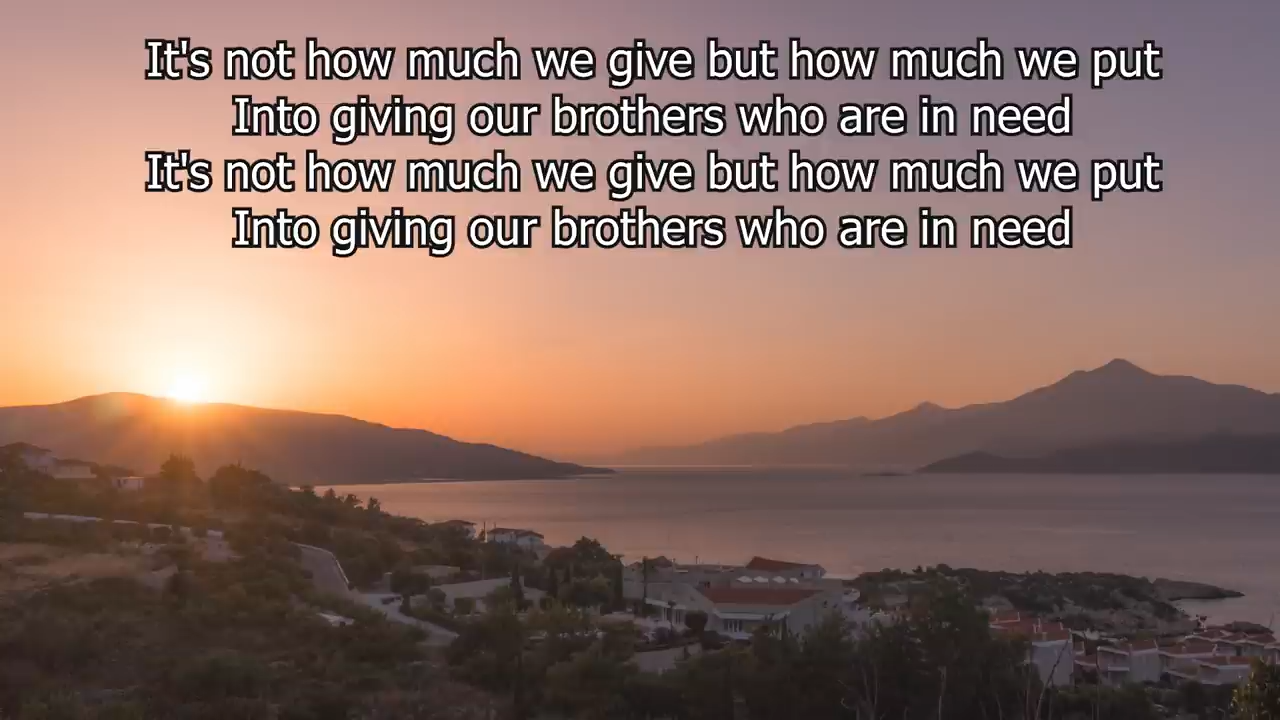 It's not how much we give but how much we put
Into giving our brothers who are in need
It's not how much we give but how much we put
Into giving our brothers who are in need